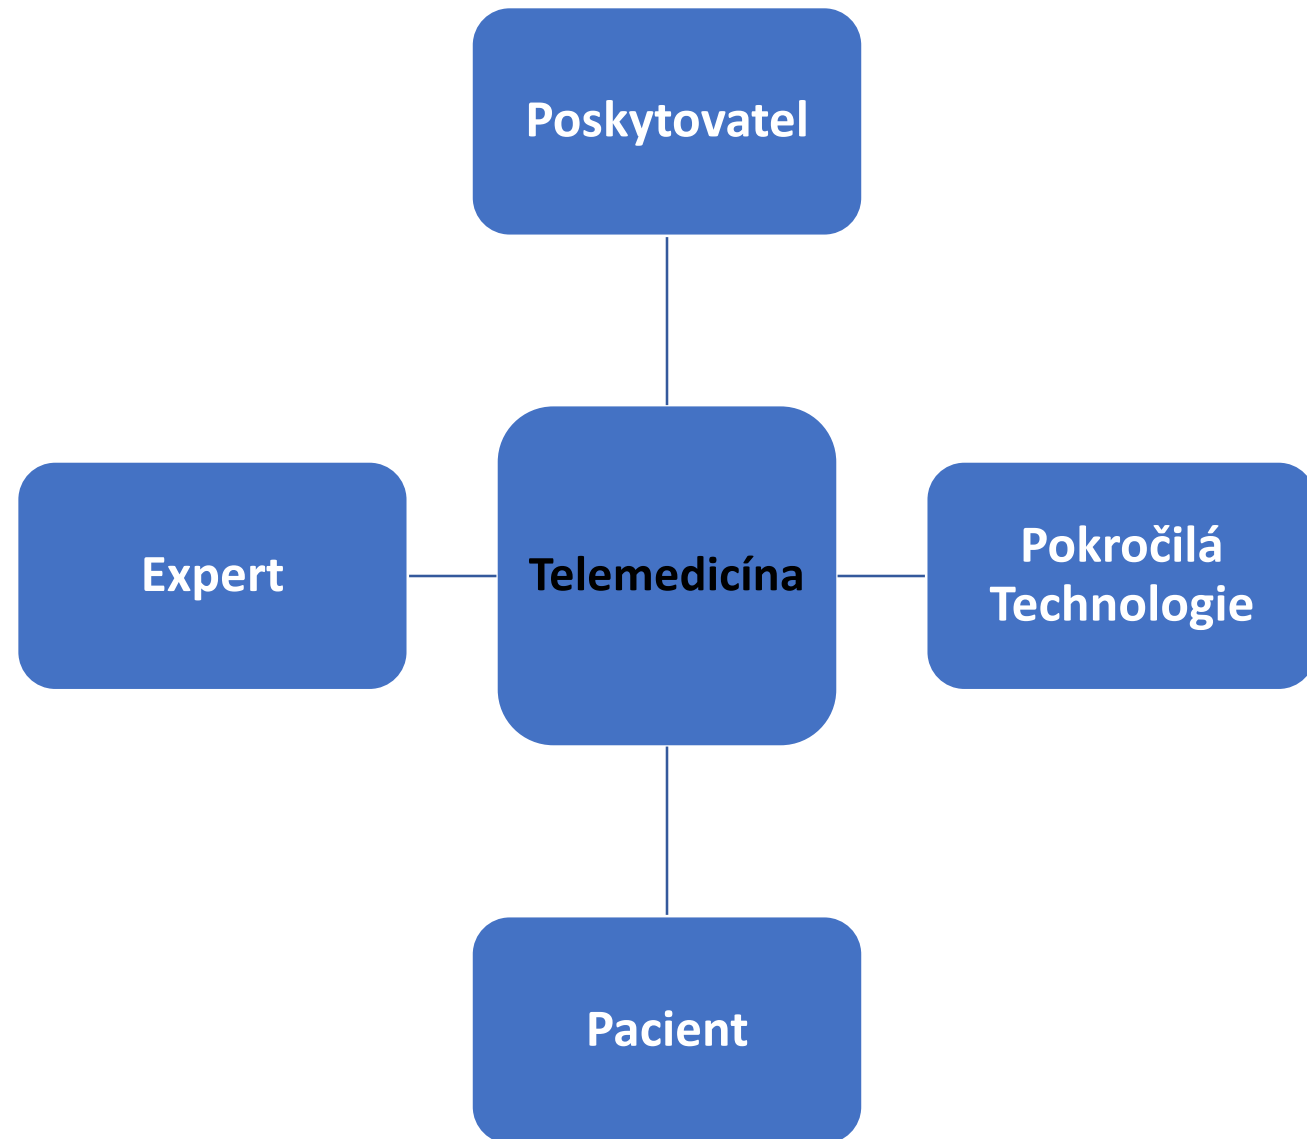 Poskytovatel
Expert
Telemedicína
Pokročilá
Technologie
Pacient